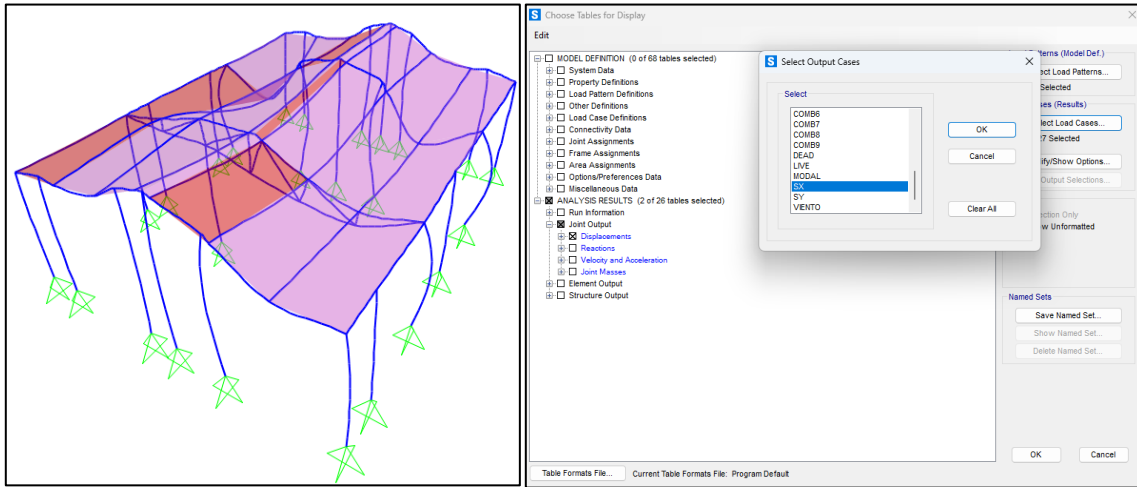 Choose Tables for Display
Edit
MODEL DEFINITION (0 of 68 tables selected)
System Data
Property Definitions
Load Pattern Definitions
Other Definitions
Load Case Definitions
Connectivity Data
Joint Assignments
Frame Assignments
Area Assignments
Options/Preferences Data
Miscellaneous Data
ANALYSIS RESULTS (2 of 26 tables selected)
Run Information
Joint Output
Displacements
Reactions
Velocity and Acceleration
Joint Masses
Element Output
Structure Output
Table Formats File...
Current Table Formats File: Program Default
Select Output Cases
Select
COMB6
COMB7
COMB8
COMB9
DEAD
LIVE
MODAL
SX
SY
VIENTO
OK
Cancel
Clear All
(Model Def.)
Load Patterns...
Selected
(Results)
Load Cases...
27 Selected
/Show Options...
Output Selections...
Only
Unformatted
Named Sets
Save Named Set...
Show Named Set...
Delete Named Set...
OK
Cancel